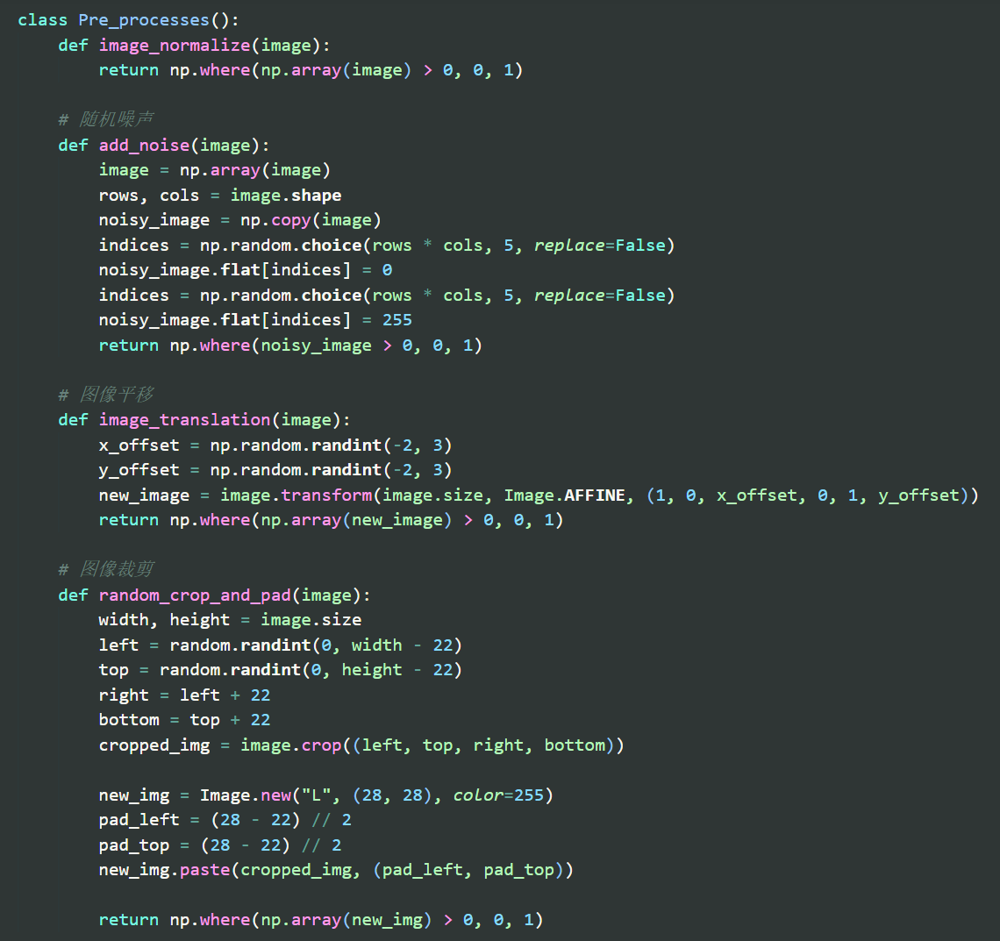 class Pre_processes():
    def image_normalize(image):
        return np.where(np.array(image) > 0, 0, 1)

    # 随机噪声
    def add_noise(image):
        image = np.array(image)
        rows, cols = image.shape
        noisy_image = np.copy(image)
        indices = np.random.choice(rows * cols, 5, replace=False)
        noisy_image.flat[indices] = 0
        indices = np.random.choice(rows * cols, 5, replace=False)
        noisy_image.flat[indices] = 255
        return np.where(noisy_image > 0, 0, 1)

    # 图像平移
    def image_translation(image):
        x_offset = np.random.randint(-2, 3)
        y_offset = np.random.randint(-2, 3)
        new_image = image.transform(image.size, Image.AFFINE, (1, 0, x_offset, 0, 1, y_offset))
        return np.where(np.array(new_image) > 0, 0, 1)

    # 图像裁剪
    def random_crop_and_pad(image):
        width, height = image.size
        left = random.randint(0, width - 22)
        top = random.randint(0, height - 22)
        right = left + 22
        bottom = top + 22
        cropped_img = image.crop((left, top, right, bottom))

        new_img = Image.new("L", (28, 28), color=255)
        pad_left = (28 - 22) // 2
        pad_top = (28 - 22) // 2
        new_img.paste(cropped_img, (pad_left, pad_top))

        return np.where(np.array(new_img) > 0, 0, 1)